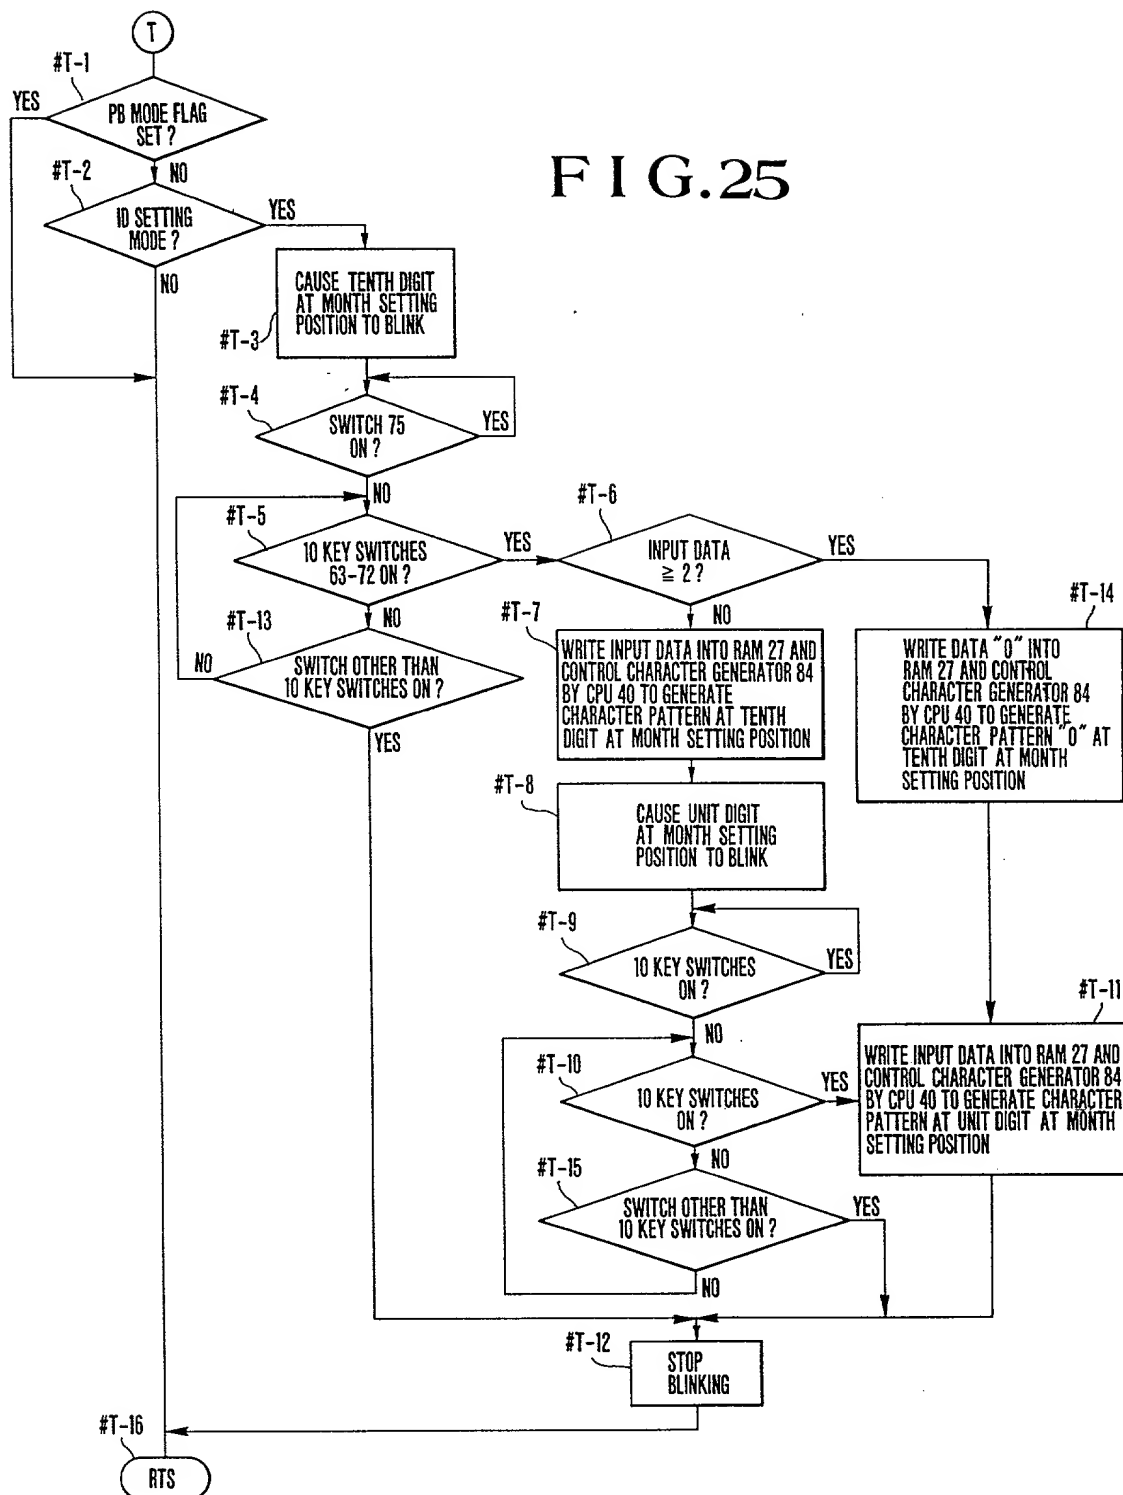 T
#T-1
YES
PB MODE FLAG
SET ?
#T-2
NO
FIG.25
ID SETTING
MODE ?
YES
NO
CAUSE TENTH DIGIT
AT MONTH SETTING
POSITION TO BLINK
#T-3
#T-4
SWITCH 75
ON ?
YES
NO
#T-5
10 KEY SWITCHES
63-72 ON ?
YES
#T-6
INPUT DATA
≧ 2 ?
YES
NO
NO
#T-13
SWITCH OTHER THAN
10 KEY SWITCHES ON ?
NO
YES
#T-7
WRITE INPUT DATA INTO RAM 27 AND
CONTROL CHARACTER GENERATOR 84
BY CPU 40 TO GENERATE
CHARACTER PATTERN AT TENTH
DIGIT AT MONTH SETTING POSITION
#T-14
WRITE DATA "0" INTO
RAM 27 AND CONTROL
CHARACTER GENERATOR 84
BY CPU 40 TO GENERATE
CHARACTER PATTERN "0" AT
TENTH DIGIT AT MONTH
SETTING POSITION
#T-8
CAUSE UNIT DIGIT
AT MONTH SETTING
POSITION TO BLINK
#T-9
10 KEY SWITCHES
ON ?
YES
NO
#T-10
10 KEY SWITCHES
ON ?
YES
NO
#T-11
WRITE INPUT DATA INTO RAM 27 AND
CONTROL CHARACTER GENERATOR 84
BY CPU 40 TO GENERATE CHARACTER
PATTERN AT UNIT DIGIT AT MONTH
SETTING POSITION
#T-15
SWITCH OTHER THAN
10 KEY SWITCHES ON ?
YES
NO
#T-12
STOP
BLINKING
#T-16
RTS